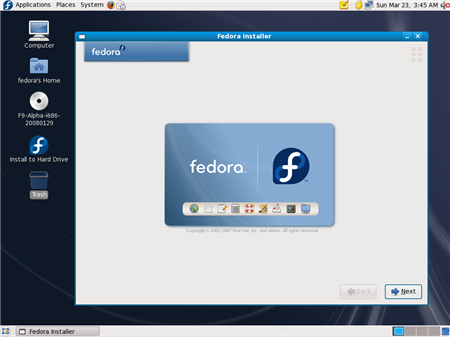 Applications Places System
Sun Mar 23, 3:45 AM
Computer
fedora's Home
F9-Alpha-i686-
20080129
Install to Hard Drive
Trash
Fedora Installer
fedora
fedora
Copyright © 2003-2007 Red Hat, Inc. and others. All rights reserved.
Back
Next
Fedora Installer